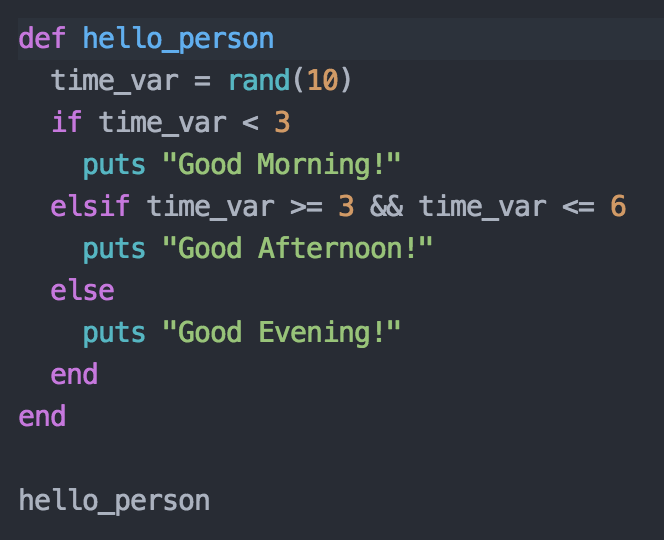 def hello_person
  time_var = rand(10)
  if time_var < 3
    puts "Good Morning!"
  elsif time_var >= 3 && time_var <= 6
    puts "Good Afternoon!"
  else
    puts "Good Evening!"
  end
end

hello_person